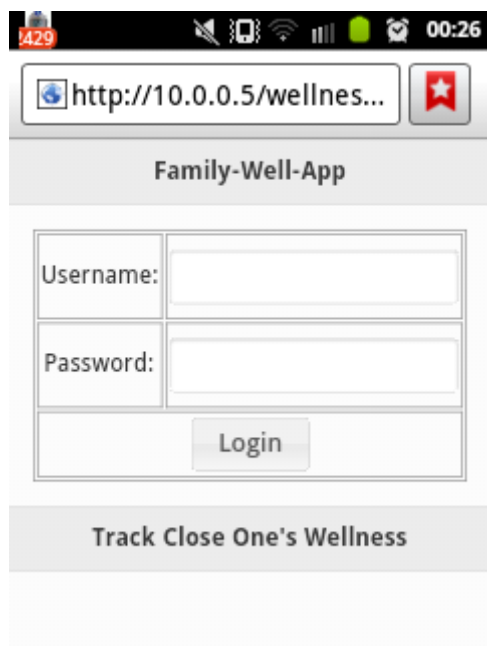 2429
00:26
http://10.0.0.5/wellnes...
Family-Well-App
Username:
Password:
Login
Track Close One's Wellness